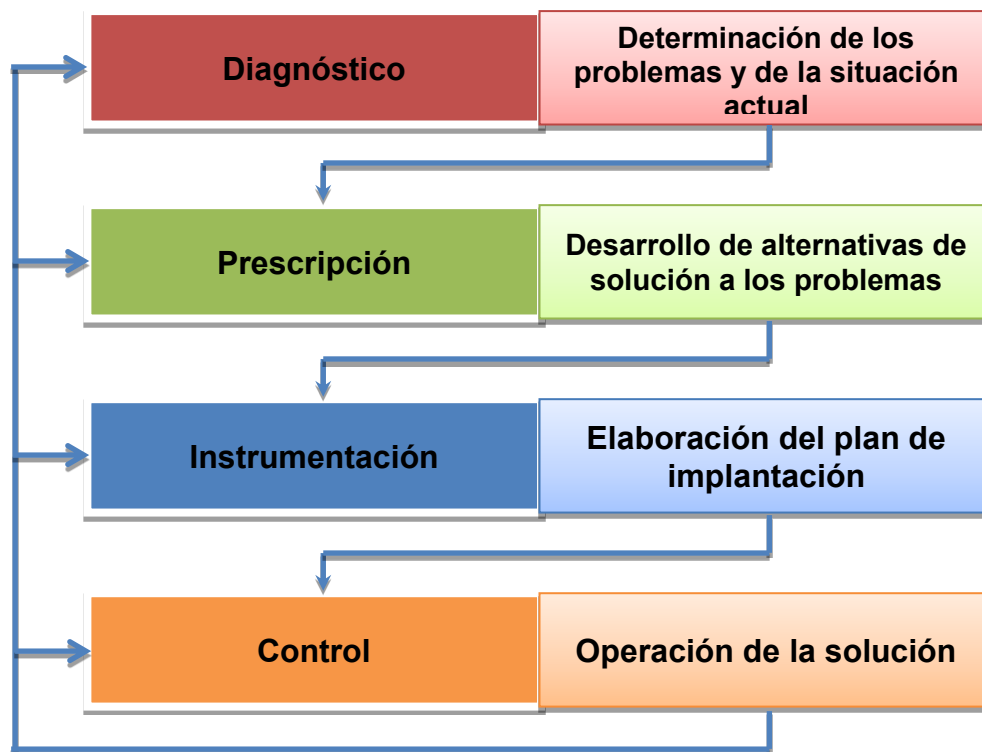 Diagnóstico
Determinación de los
problemas y de la situación
actual
Prescripción
Desarrollo de alternativas de
solución a los problemas
Instrumentación
Elaboración del plan de
implantación
Control
Operación de la solución